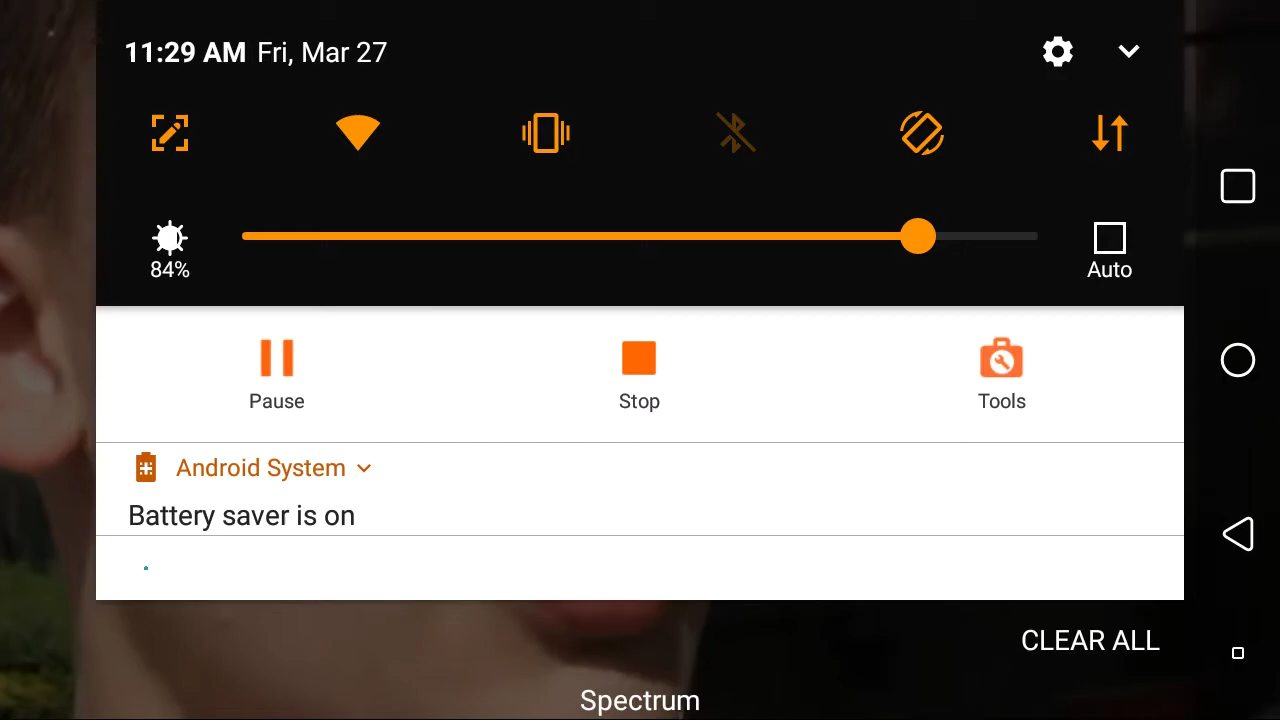 11:29 AM Fri, Mar 27
84%
Auto
Pause
Stop
Tools
Android System
Battery saver is on
CLEAR ALL
Spectrum